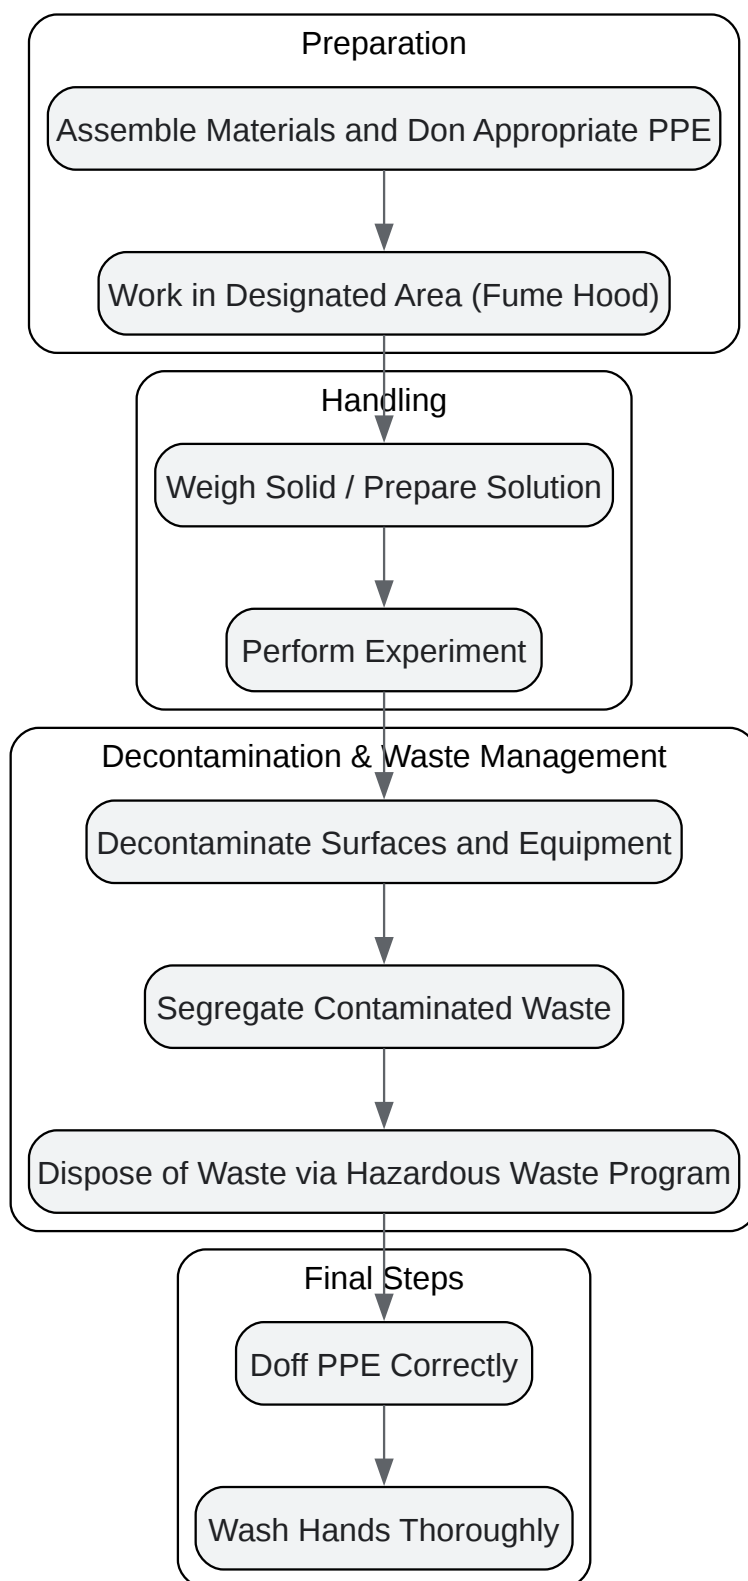 Preparation
Assemble Materials and Don Appropriate PPE
Work in Designated Area (Fume Hood)
Handling
Weigh Solid / Prepare Solution
Perform Experiment
Decontamination & Waste Management
Decontaminate Surfaces and Equipment
Segregate Contaminated Waste
Dispose of Waste via Hazardous Waste Program
Final Steps
Doff PPE Correctly
Wash Hands Thoroughly